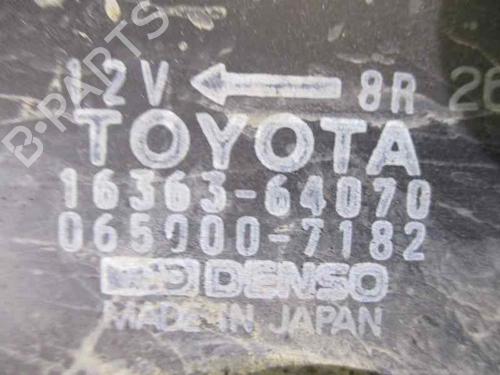 B-PARTS
12V ← 8R 26
TOYOTA
16363-64070
065000-7182
DENSO
MADE IN JAPAN